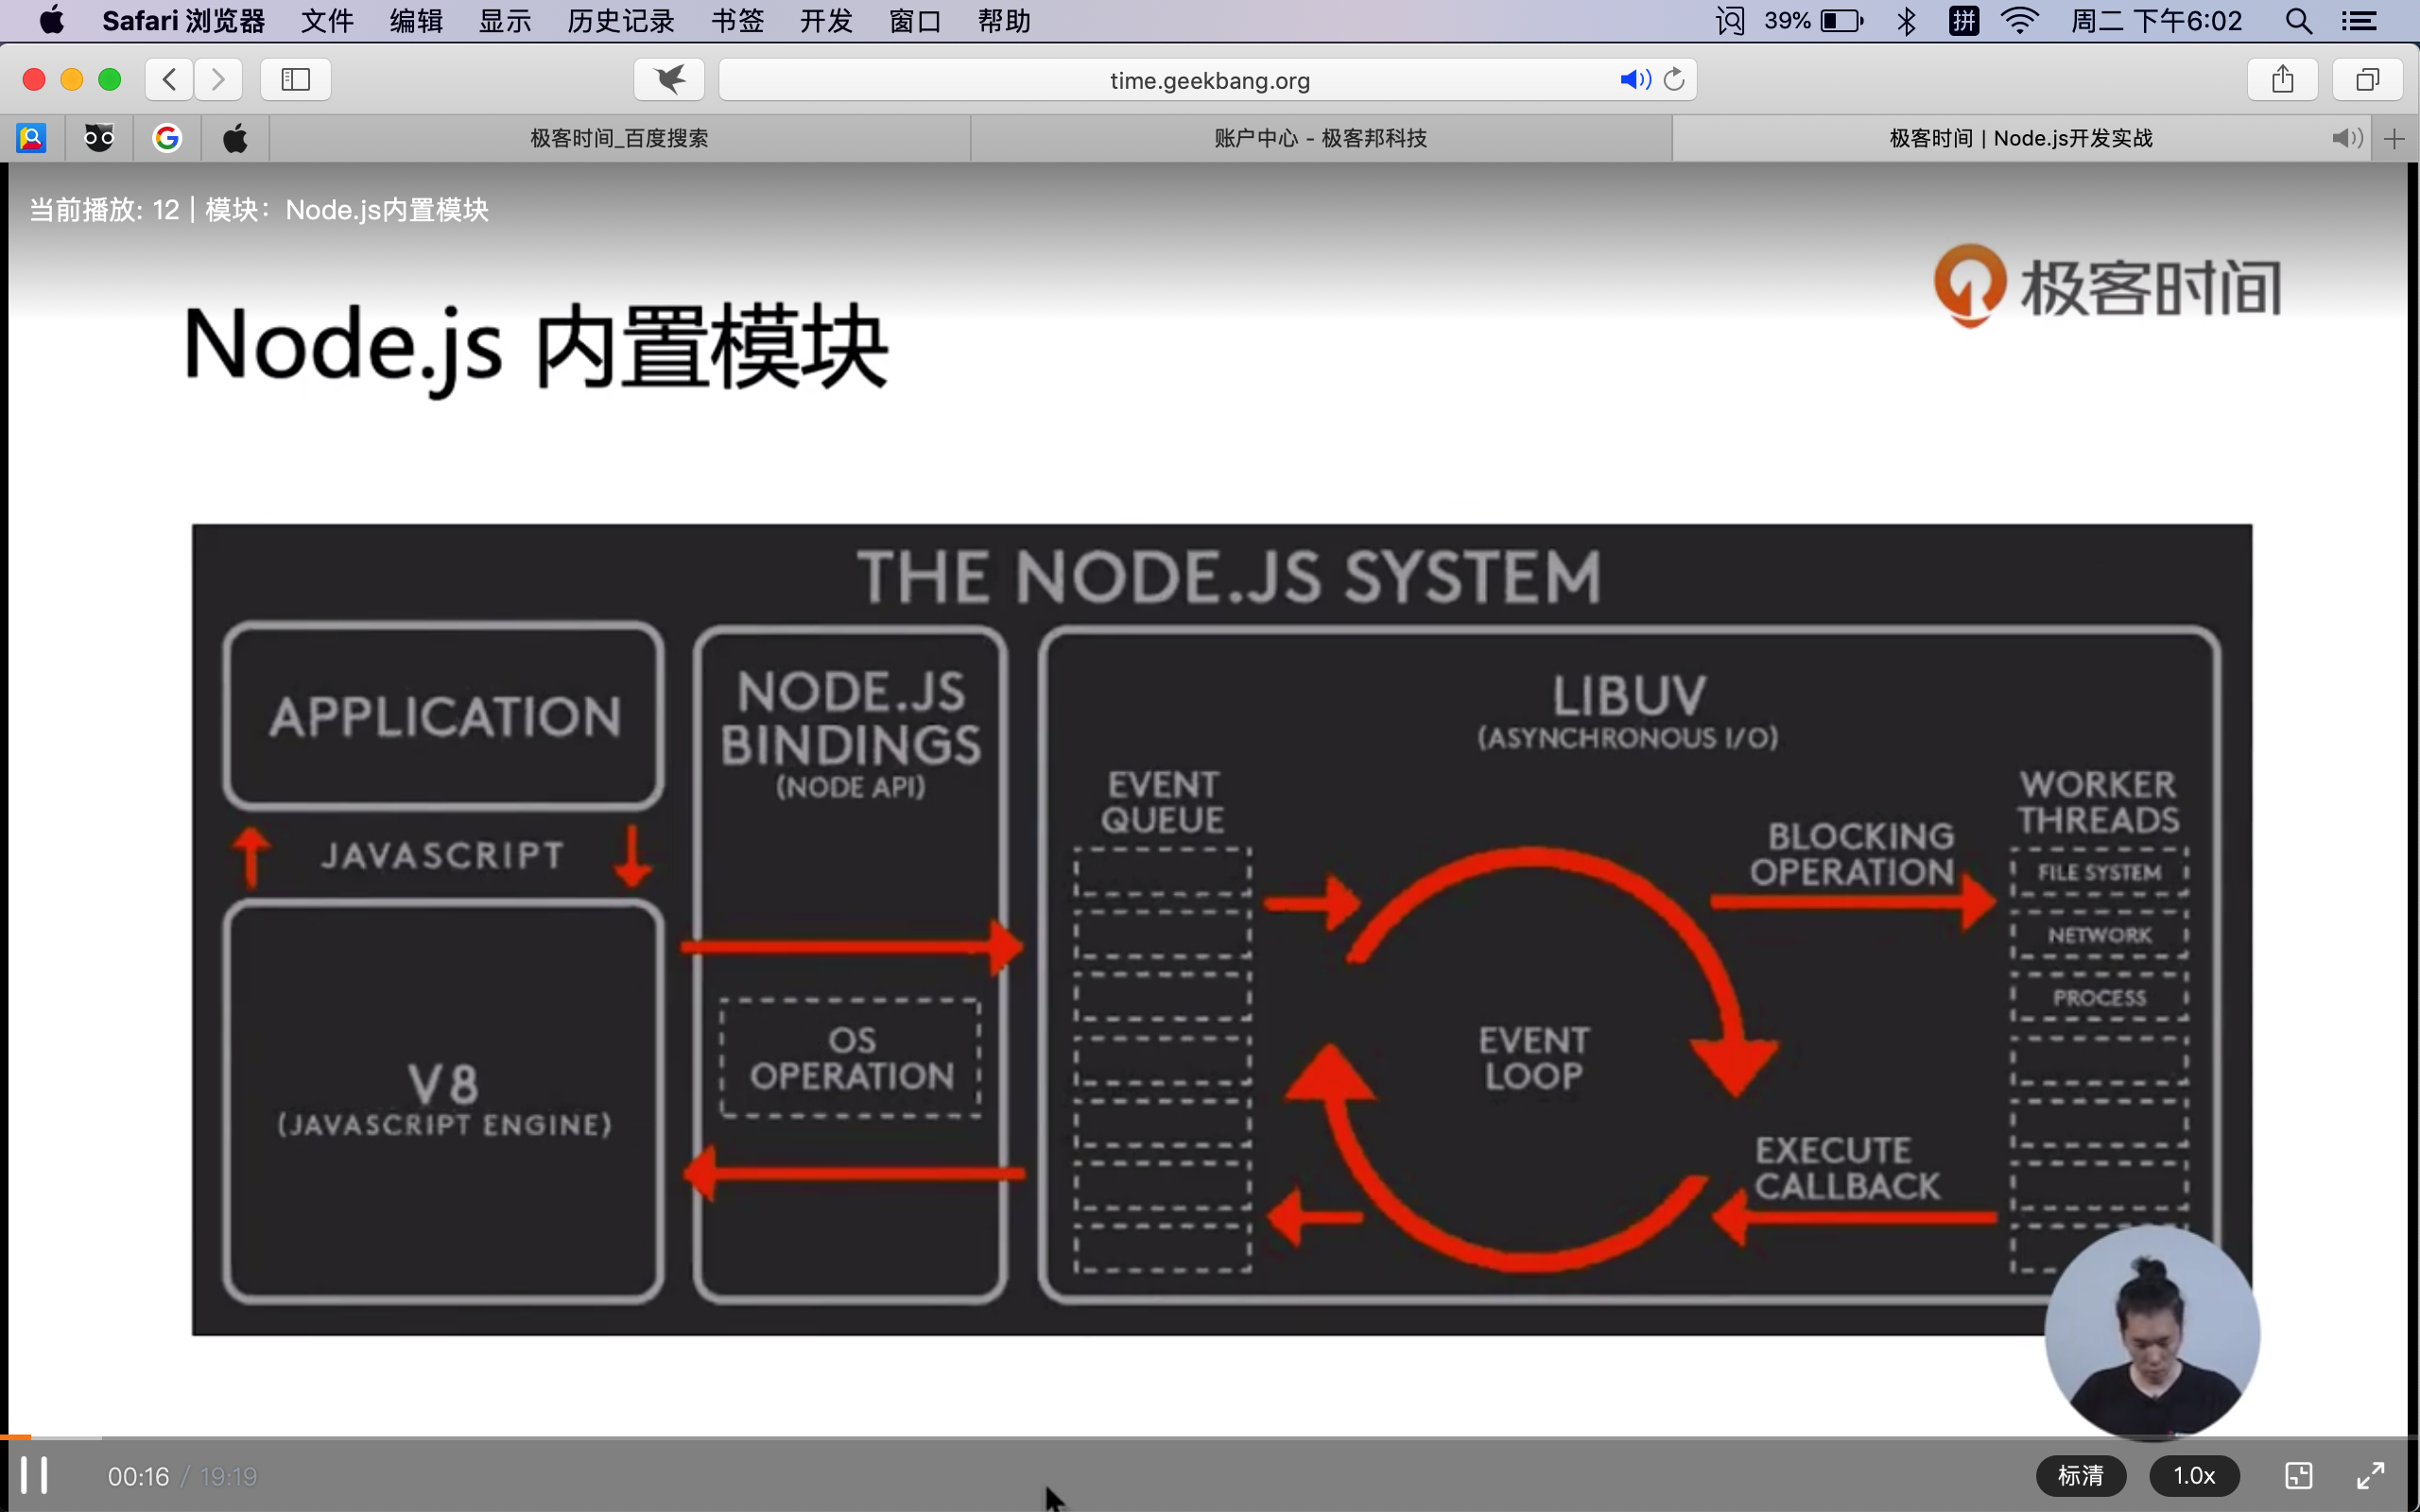 Safari 浏览器 文件 编辑 显示 历史记录 书签 开发 窗口 帮助 39% 拼 周二 下午6:02
time.geekbang.org
极客时间_百度搜索 账户中心 - 极客邦科技 极客时间 | Node.js开发实战
当前播放: 12 | 模块：Node.js内置模块
极客时间
Node.js 内置模块
THE NODE.JS SYSTEM
APPLICATION
JAVASCRIPT
V8
(JAVASCRIPT ENGINE)
NODE.JS
BINDINGS
(NODE API)
OS
OPERATION
LIBUV
(ASYNCHRONOUS I/O)
EVENT
QUEUE
EVENT
LOOP
BLOCKING
OPERATION
EXECUTE
CALLBACK
WORKER
THREADS
FILE SYSTEM
NETWORK
PROCESS
00:16 / 19:19 标清 1.0x